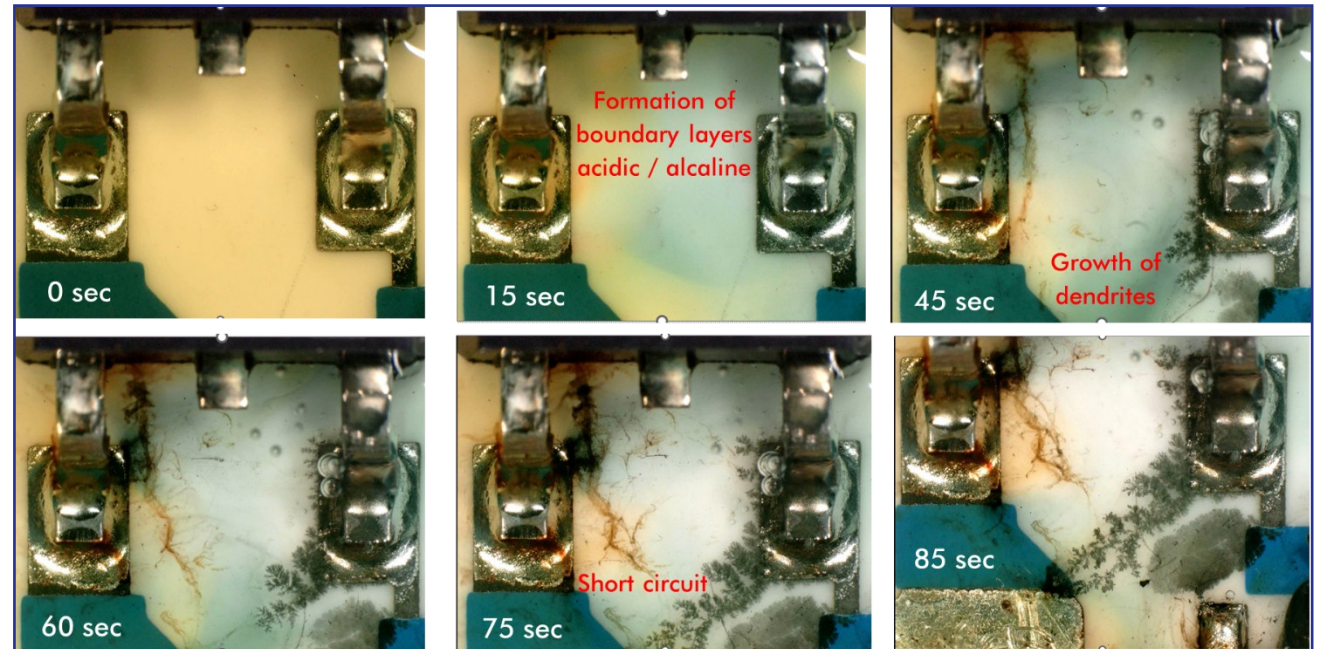 0 sec
Formation of
boundary layers
acidic / alcaline
15 sec
Growth of
dendrites
45 sec
60 sec
Short circuit
75 sec
85 sec